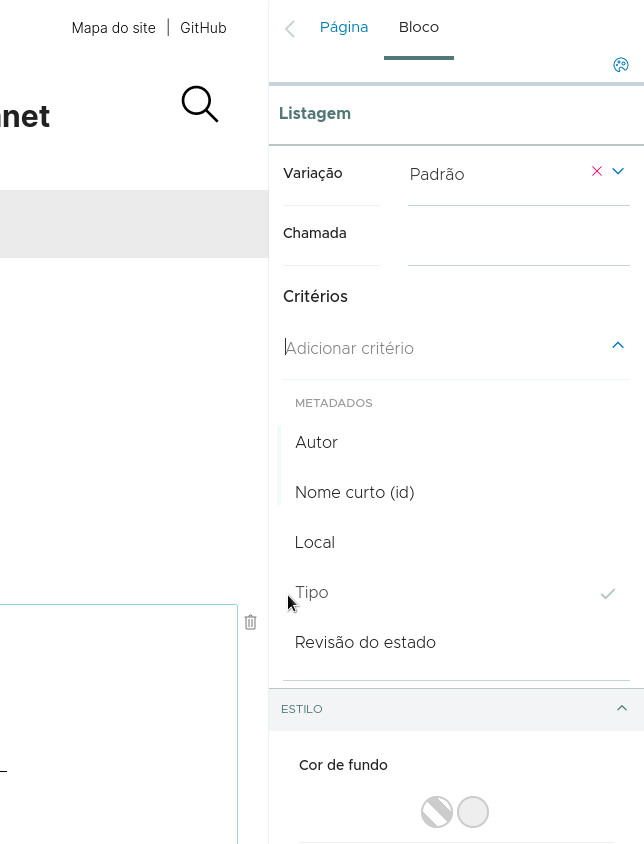 Mapa do site | GitHub
Página Bloco
Listagem
Variação Padrão
Chamada
Critérios
Adicionar critério
METADADOS
Autor
Nome curto (id)
Local
Tipo
Revisão do estado
ESTILO
Cor de fundo